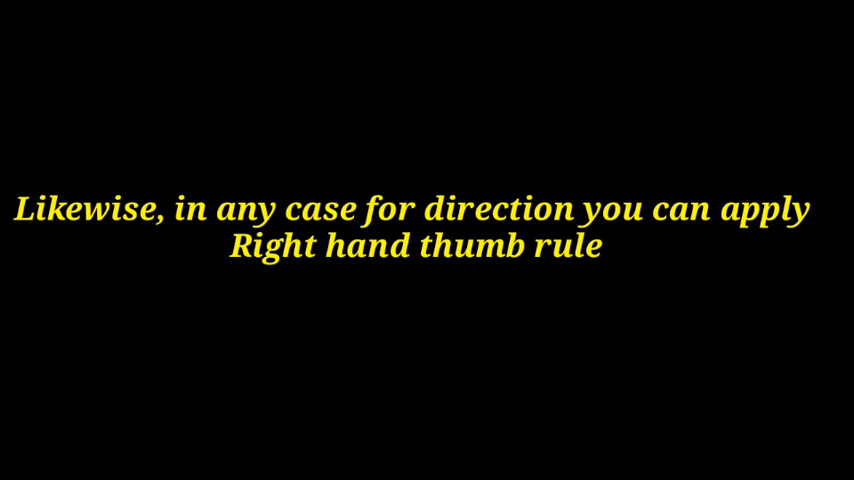 Likewise, in any case for direction you can apply
Right hand thumb rule